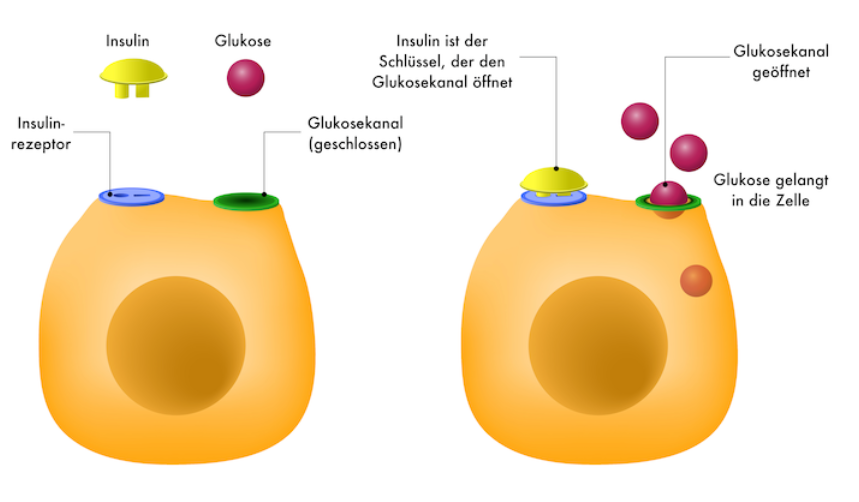 Insulin
Glukose
Insulin-
rezeptor
Glukosekanal
(geschlossen)
Insulin ist der
Schlüssel, der den
Glukosekanal öffnet
Glukosekanal
geöffnet
Glukose gelangt
in die Zelle